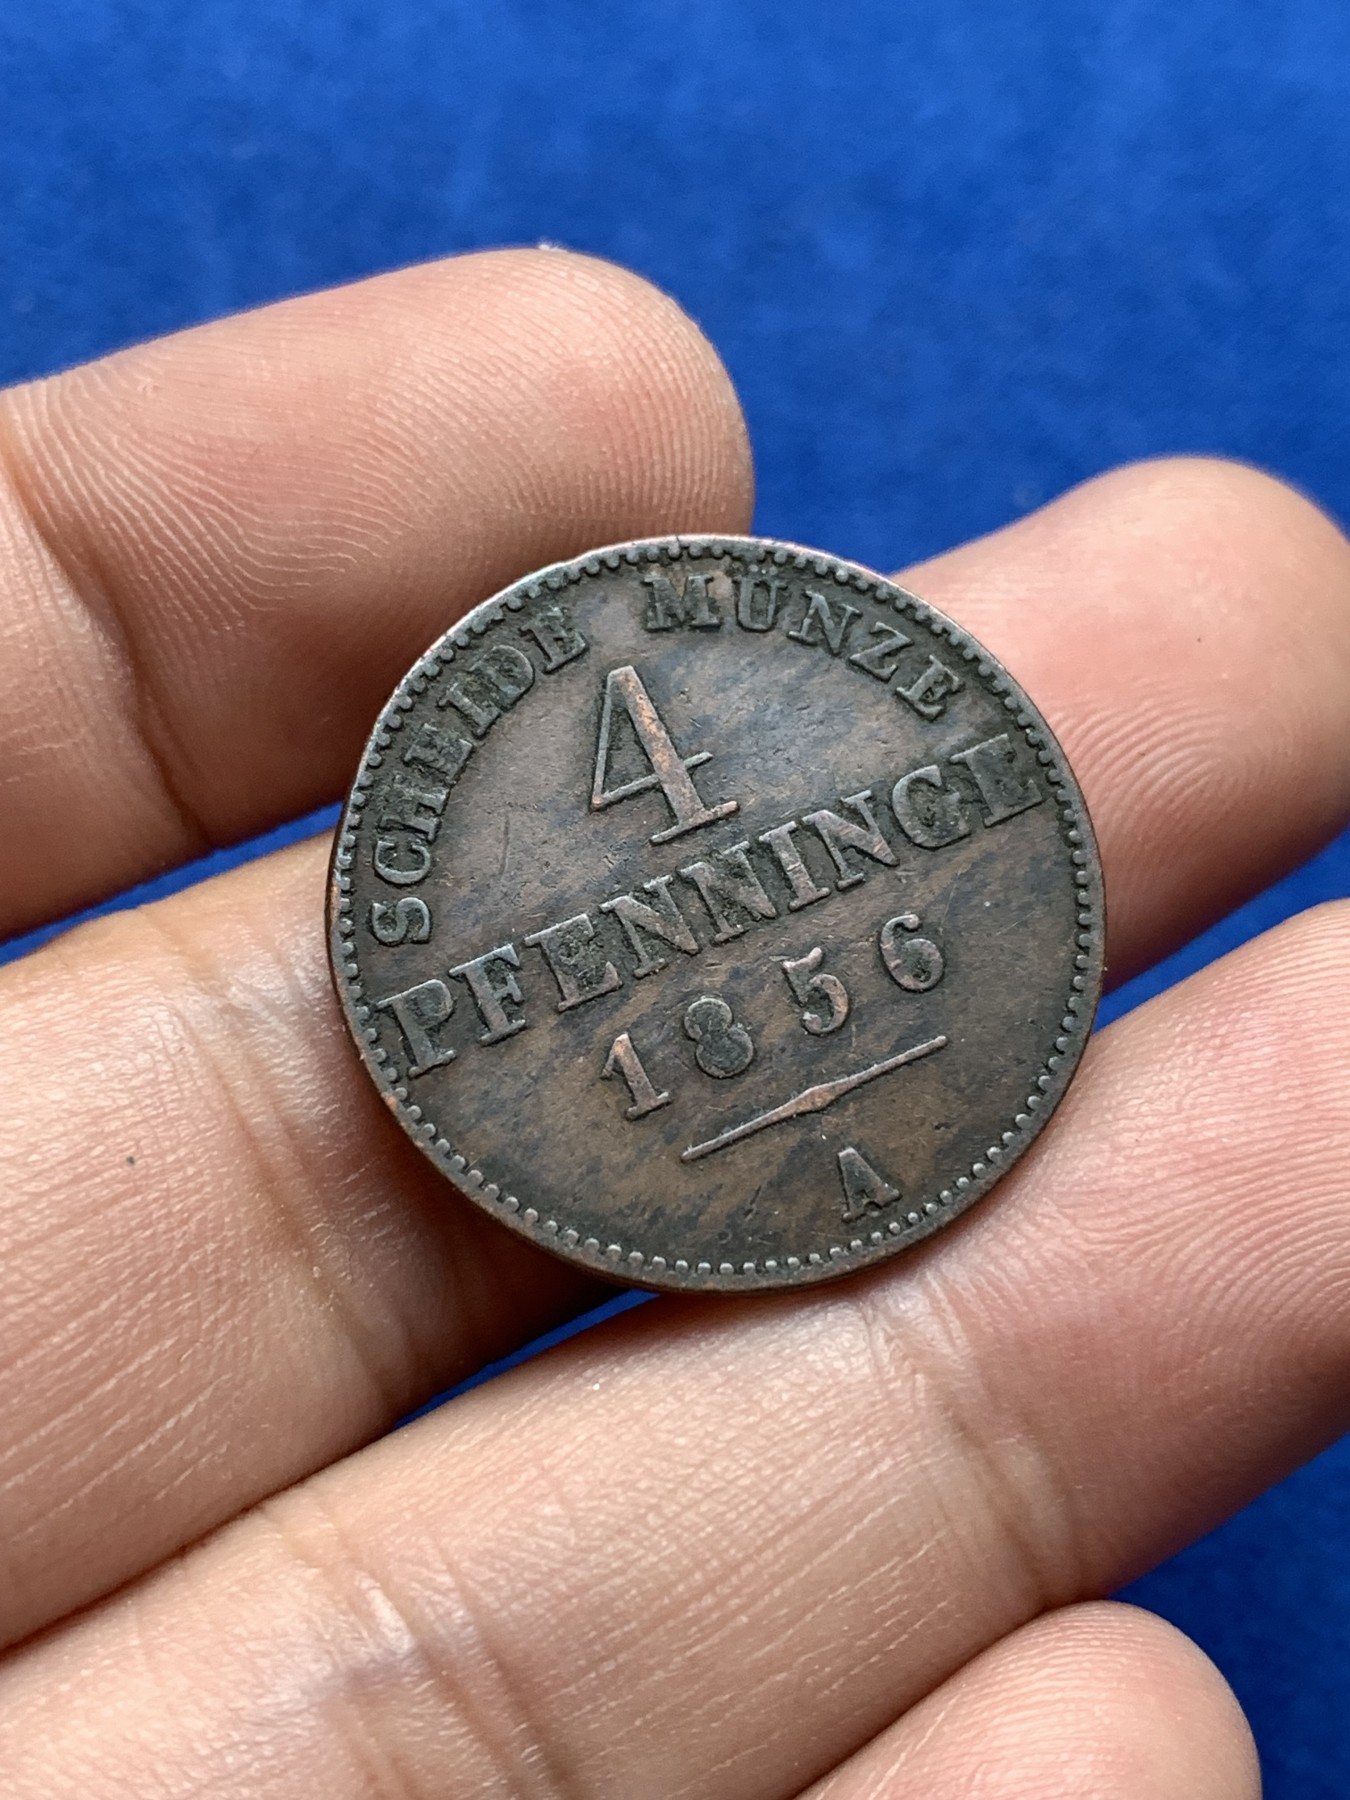 SCHEIDE MÜNZE
4
PFENNINGE
1856
A